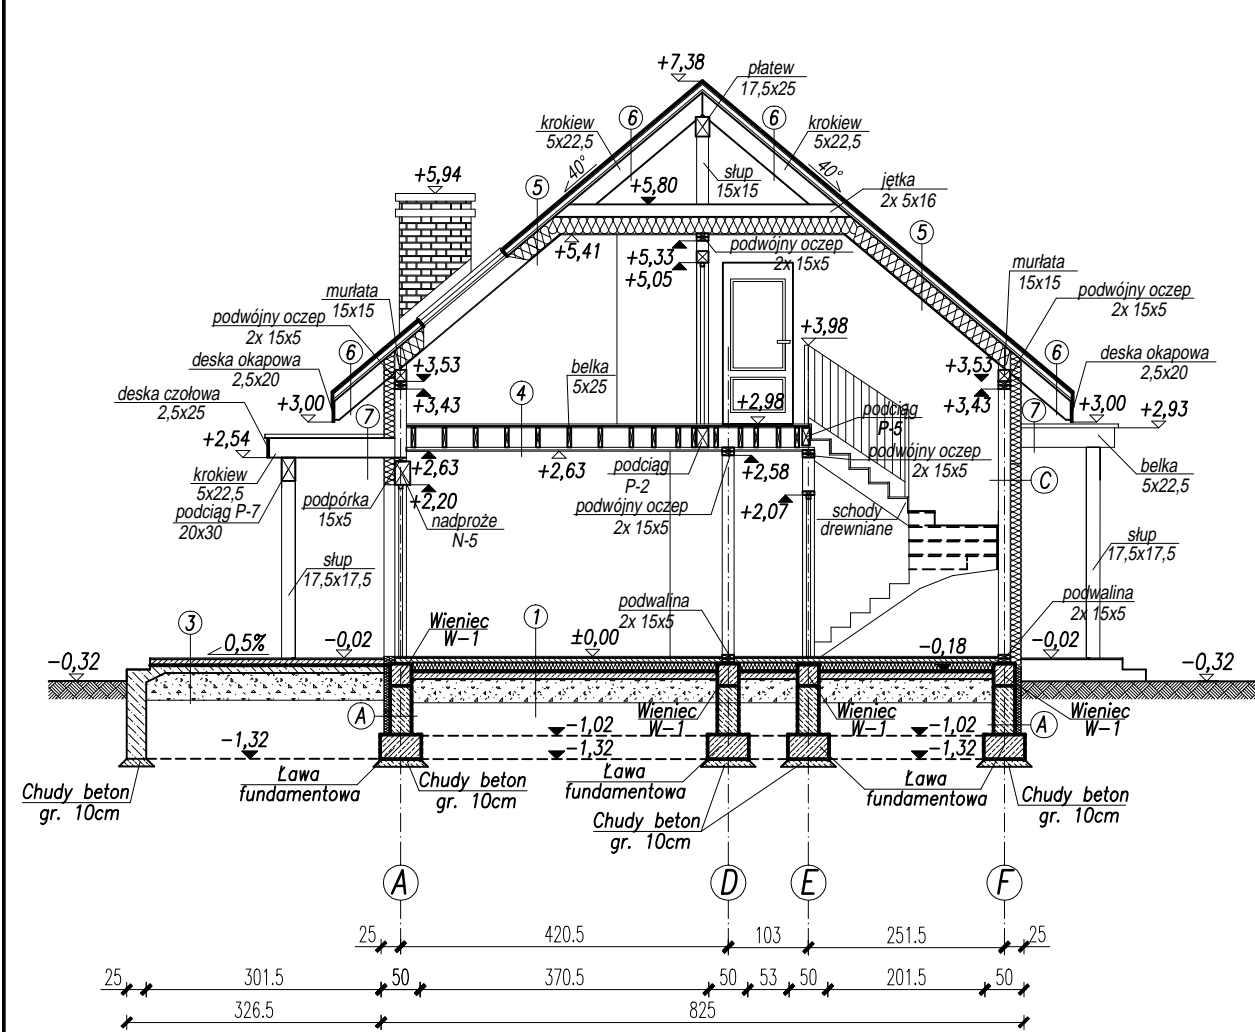 +7,38
płatew
17,5x25
6
6
krokiew
5x22,5
krokiew
5x22,5
40°
40°
+5,94
5
+5,80
słup
15x15
jętka
2x 5x16
5
+5,41
+5,33
+5,05
podwójny oczep
2x 15x5
murłata
15x15
murłata
15x15
podwójny oczep
2x 15x5
podwójny oczep
2x 15x5
+3,98
6
6
deska okapowa
2,5x20
deska okapowa
2,5x20
+3,53
+3,53
belka
5x25
deska czołowa
2,5x25
+3,00
+3,43
4
+2,98
podciąg
P-5
+3,43
+3,00
+2,93
7
7
+2,54
+2,63
+2,63
podciąg
P-2
+2,58
podwójny oczep
2x 15x5
belka
5x22,5
krokiew
5x22,5
podpórka
15x5
+2,20
podwójny oczep
2x 15x5
+2,07
C
podciąg P-7
20x30
nadproże
N-5
schody
drewniane
słup
17,5x17,5
słup
17,5x17,5
podwalina
2x 15x5
podwalina
2x 15x5
3
0,5%
-0,02
Wieniec
W-1
1
±0,00
-0,18
-0,02
-0,32
-0,32
A
Wieniec
W-1
Wieniec
W-1
A
Wieniec
W-1
-1,02
-1,02
-1,32
-1,32
-1,32
Chudy beton
gr. 10cm
Ława
fundamentowa
Chudy beton
gr. 10cm
Ława
fundamentowa
Ława
fundamentowa
Chudy beton
gr. 10cm
Chudy beton
gr. 10cm
A
D
E
F
25
420.5
103
251.5
25
25
301.5
50
370.5
50
53
50
201.5
50
326.5
825